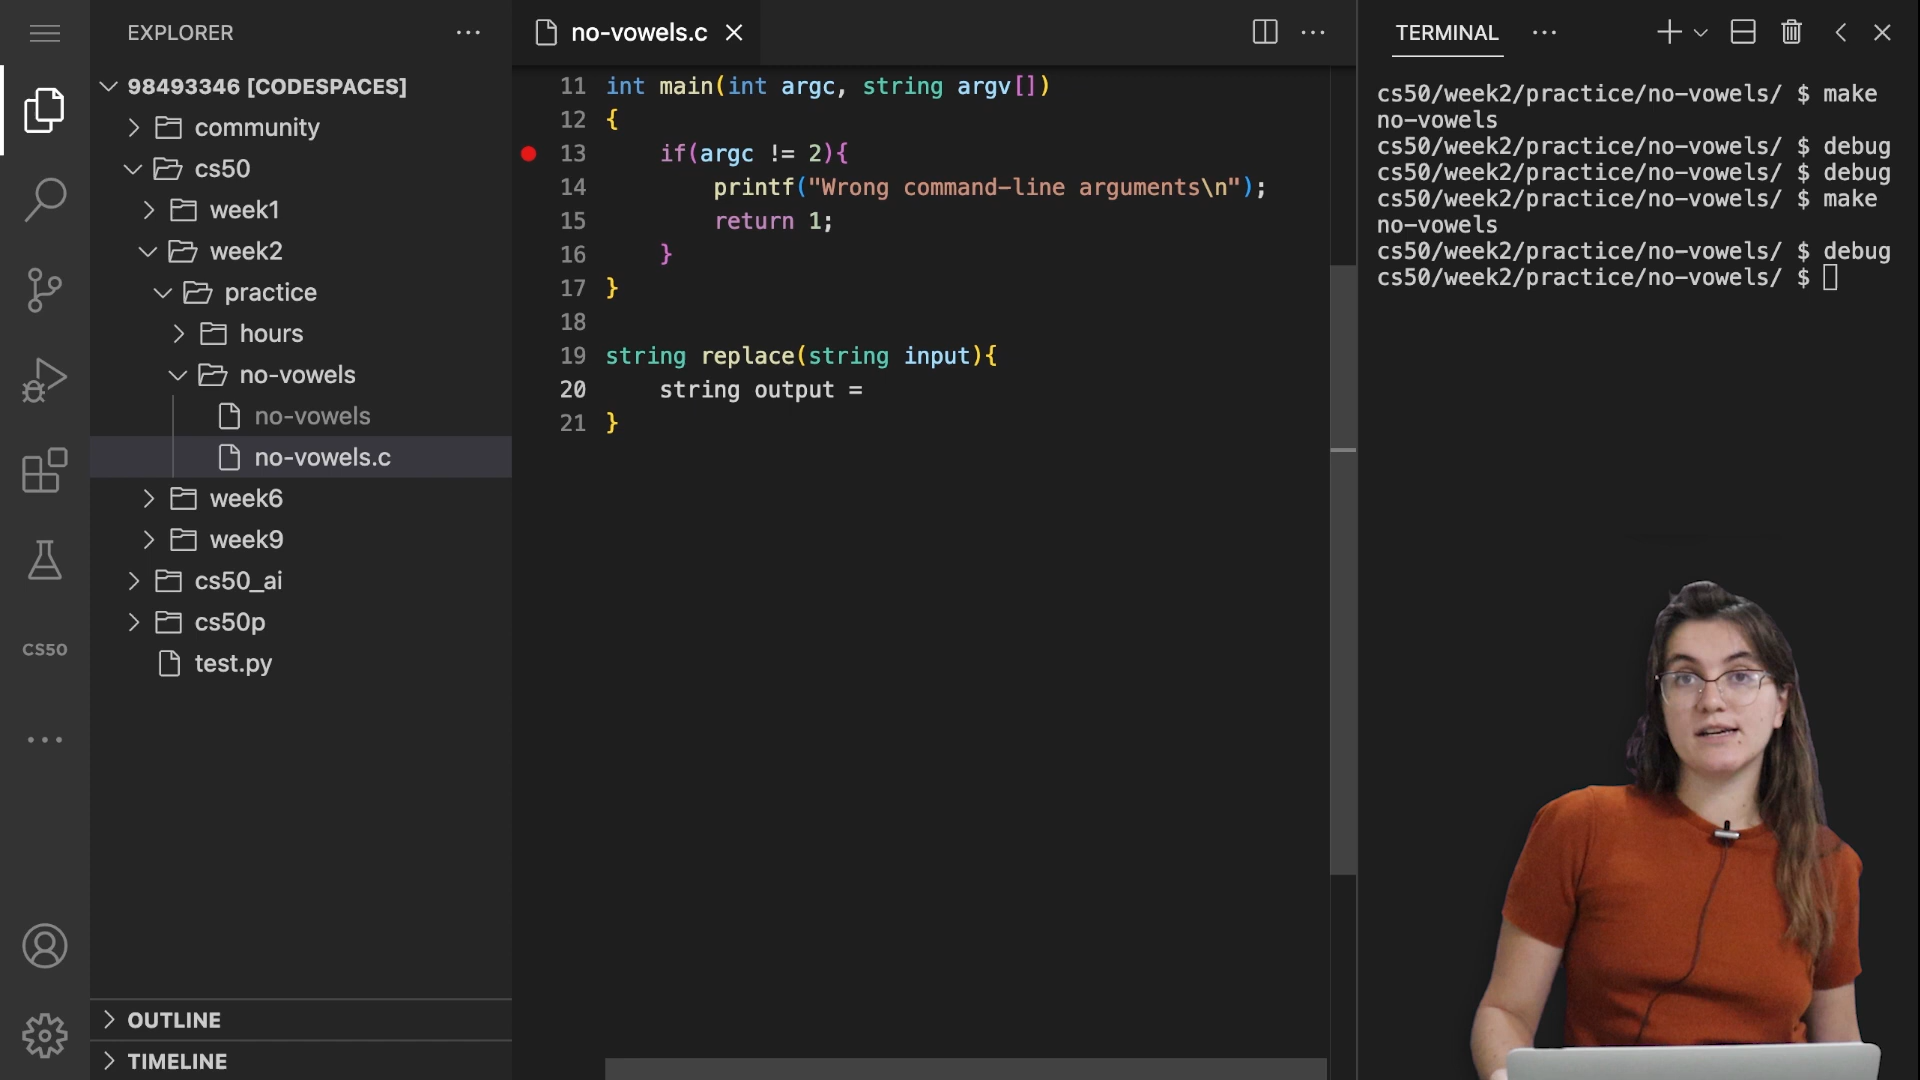 EXPLORER
98493346 [CODESPACES]
community
cs50
week1
week2
practice
hours
no-vowels
no-vowels
no-vowels.c
week6
week9
cs50_ai
cs50p
test.py
CS50
OUTLINE
TIMELINE
no-vowels.c
11 int main(int argc, string argv[])
12 {
13 if(argc != 2){
14 printf("Wrong command-line arguments\n");
15 return 1;
16 }
17 }
18
19 string replace(string input){
20 string output =
21 }
TERMINAL
cs50/week2/practice/no-vowels/ $ make
no-vowels
cs50/week2/practice/no-vowels/ $ debug
cs50/week2/practice/no-vowels/ $ debug
cs50/week2/practice/no-vowels/ $ make
no-vowels
cs50/week2/practice/no-vowels/ $ debug
cs50/week2/practice/no-vowels/ $